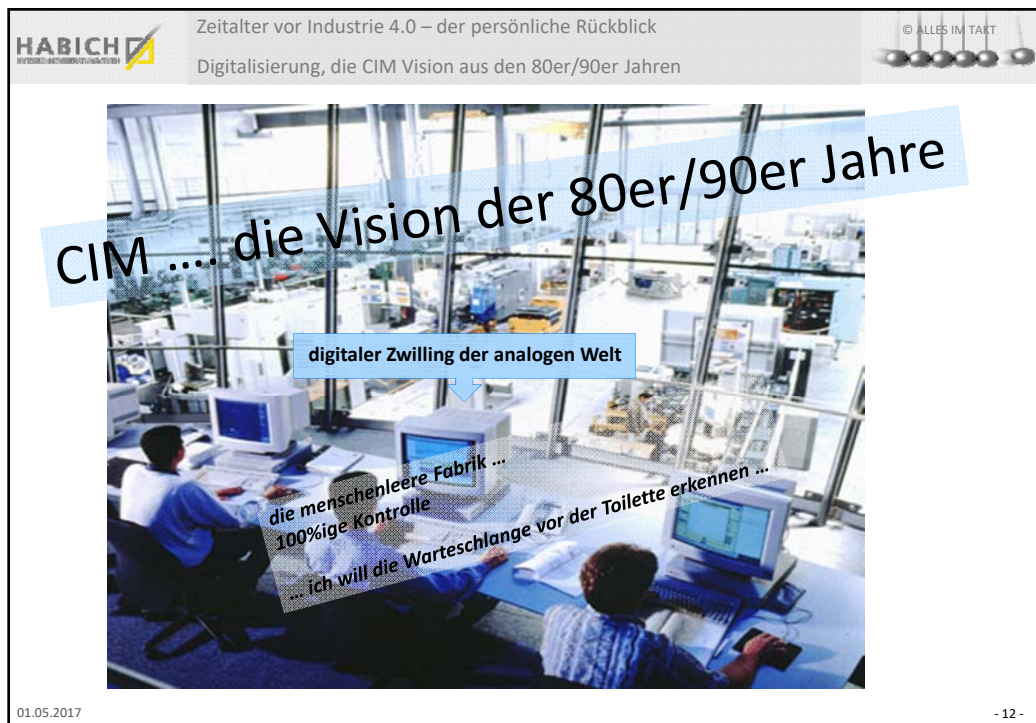 HABICH
Zeitalter vor Industrie 4.0 – der persönliche Rückblick
Digitalisierung, die CIM Vision aus den 80er/90er Jahren
© ALLES IM TAKT
CIM .... die Vision der 80er/90er Jahre
digitaler Zwilling der analogen Welt
die menschenleere Fabrik ...
100%ige Kontrolle
... ich will die Warteschlange vor der Toilette erkennen ...
01.05.2017
- 12 -